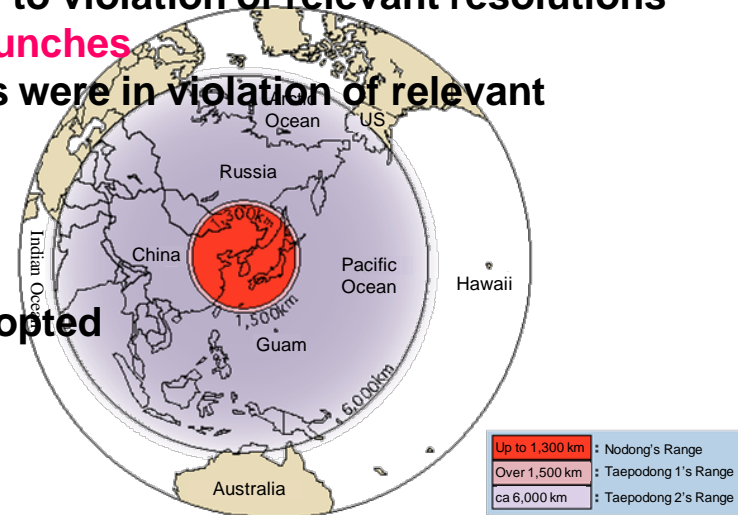 to violation of relevant resolutions
unches
s were in violation of relevant
Arctic
Ocean
US
Russia
1,300km
China
Indian Ocean
Pacific
Ocean
Hawaii
1,500km
opted
Guam
6,000km
Australia
Up to 1,300 km : Nodong's Range
Over 1,500 km : Taepodong 1's Range
ca 6,000 km : Taepodong 2's Range